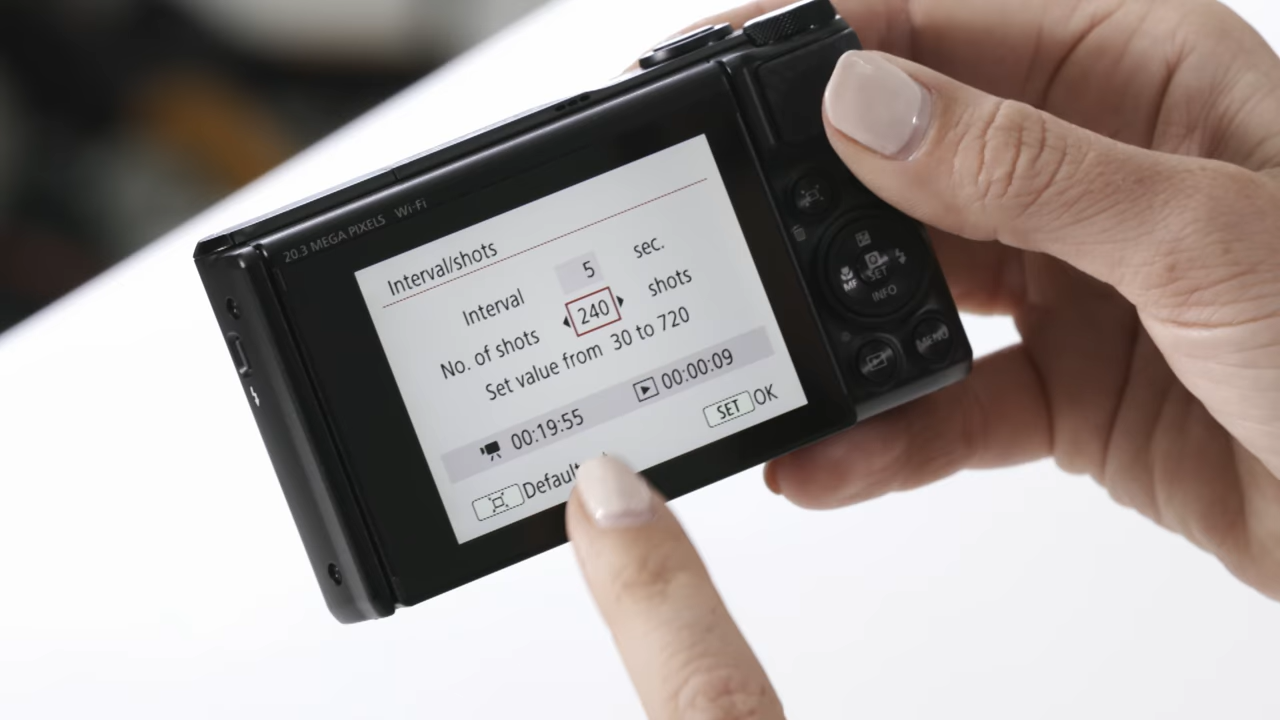 20.3 MEGA PIXELS Wi-Fi
Interval/shots
Interval 5 sec.
No. of shots 240 shots
Set value from 30 to 720
00:19:55 00:00:09
Default SET OK
SET
MF
INFO
MENU